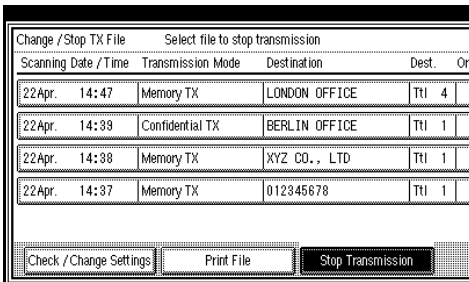 Change / Stop TX File Select file to stop transmission
Scanning Date / Time Transmission Mode Destination Dest. Or
22Apr. 14:47 Memory TX LONDON OFFICE Ttl 4
22Apr. 14:39 Confidential TX BERLIN OFFICE Ttl 1
22Apr. 14:38 Memory TX XYZ CO., LTD Ttl 1
22Apr. 14:37 Memory TX 012345678 Ttl 1
Check / Change Settings Print File Stop Transmission